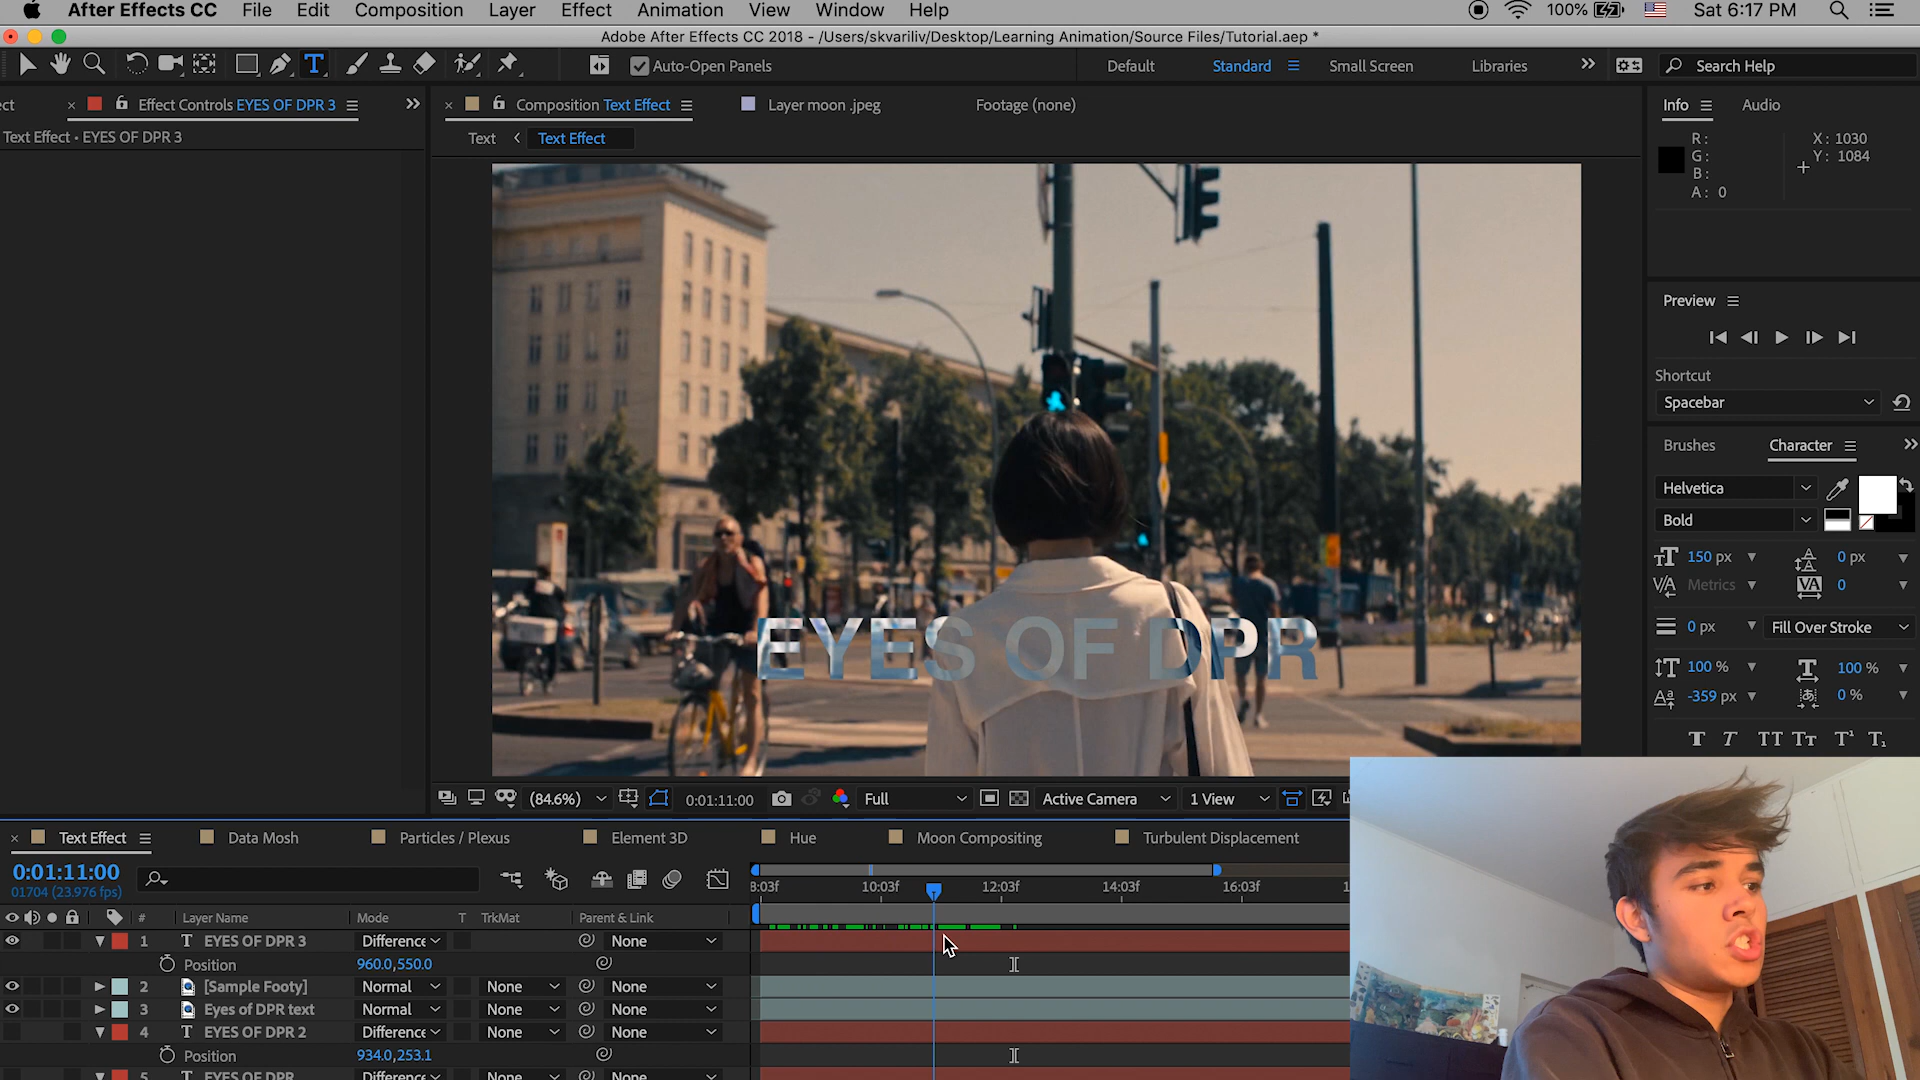 After Effects CC File Edit Composition Layer Effect Animation View Window Help 100% Sat 6:17 PM
Adobe After Effects CC 2018 - /Users/skvariliv/Desktop/Learning Animation/Source Files/Tutorial.aep *
Auto-Open Panels Default Standard Small Screen Libraries Search Help
ect Effect Controls EYES OF DPR 3 Composition Text Effect Layer moon .jpeg Footage (none) Info Audio
Text Effect • EYES OF DPR 3 Text Text Effect
R: X: 1030
G: Y: 1084
B:
A: 0
Preview
Shortcut
Spacebar
Brushes Character
Helvetica
Bold
150 px 0 px
Metrics 0
0 px Fill Over Stroke
100 % 100 %
-359 px 0 %
EYES OF DPR
(84.6%) 0:01:11:00 Full Active Camera 1 View
Text Effect Data Mosh Particles / Plexus Element 3D Hue Moon Compositing Turbulent Displacement
0:01:11:00
01704 (23.976 fps)
8:03f 10:03f 12:03f 14:03f 16:03f
# Layer Name Mode T TrkMat Parent & Link
1 T EYES OF DPR 3 Difference None
Position 960.0,550.0
2 [Sample Footy] Normal None None
3 Eyes of DPR text Normal None None
4 T EYES OF DPR 2 Difference None None
Position 934.0,253.1
5 T EYES OF DPR Difference None None